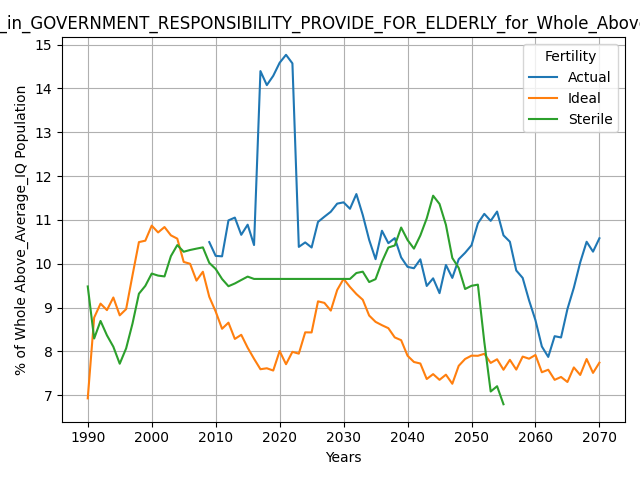 _in_GOVERNMENT_RESPONSIBILITY_PROVIDE_FOR_ELDERLY_for_Whole_Above
15
14
13
12
11
10
9
8
7
% of Whole Above_Average_IQ Population
Fertility
Actual
Ideal
Sterile
1990 2000 2010 2020 2030 2040 2050 2060 2070
Years